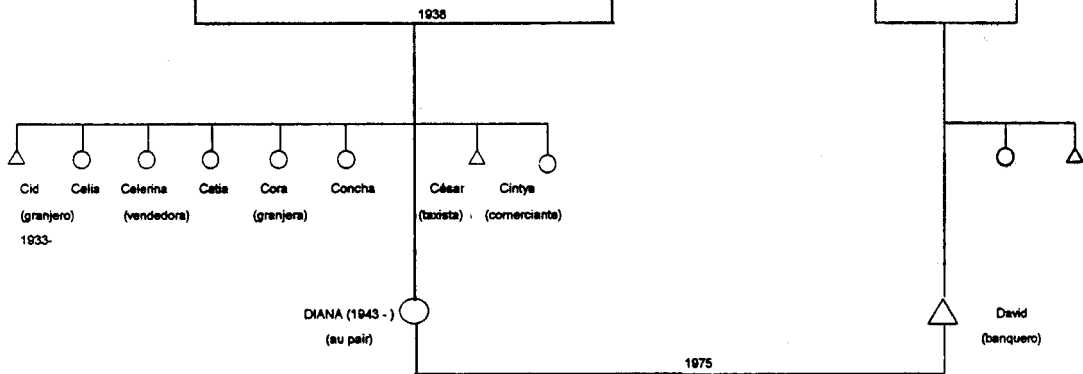 1938
Cid Celia Celerina Catia Cora Concha César Cintya
(granjero) (vendedora) (granjera) (taxista) (comerciante)
1933-
DIANA (1943 - ) David
(au pair) (banquero)
1975